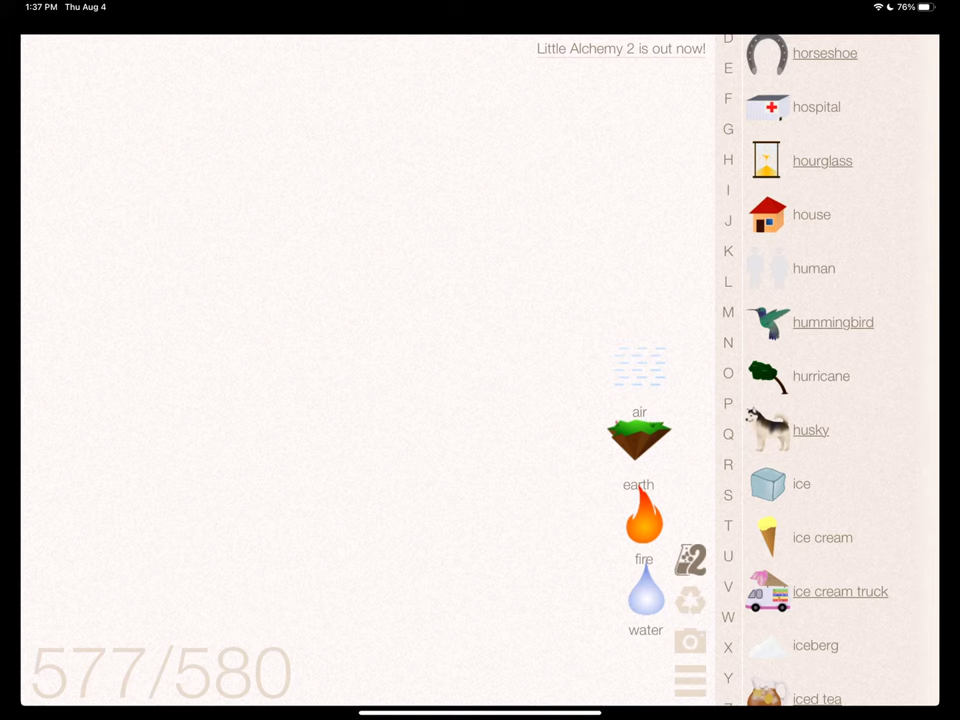 1:37 PM Thu Aug 4
76%
Little Alchemy 2 is out now!
air
earth
fire
water
2
577/580
D
E
F
G
H
I
J
K
L
M
N
O
P
Q
R
S
T
U
V
W
X
Y
Z
horseshoe
hospital
hourglass
house
human
hummingbird
hurricane
husky
ice
ice cream
ice cream truck
iceberg
iced tea